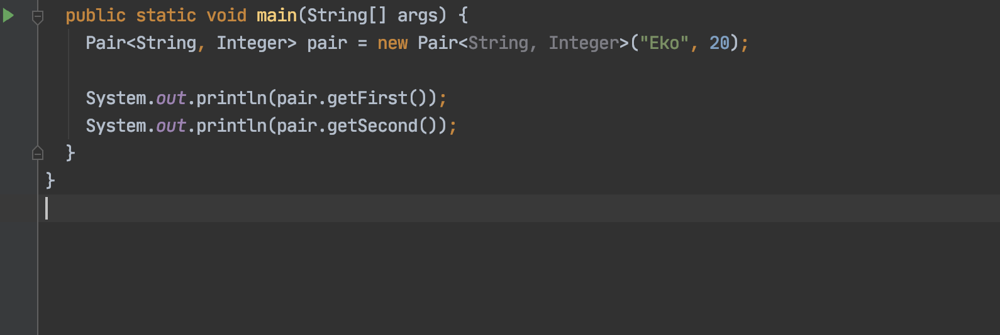 public static void main(String[] args) {
Pair<String, Integer> pair = new Pair<String, Integer>("Eko", 20);
System.out.println(pair.getFirst());
System.out.println(pair.getSecond());
}
}